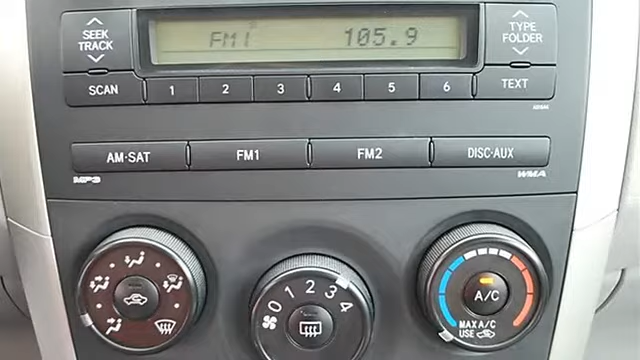 SEEK
TRACK
FM1 105.9
TYPE
FOLDER
SCAN 1 2 3 4 5 6 TEXT
AM·SAT FM1 FM2 DISC·AUX
MP3 WMA
0 1 2 3 4
A/C
MAX A/C
USE